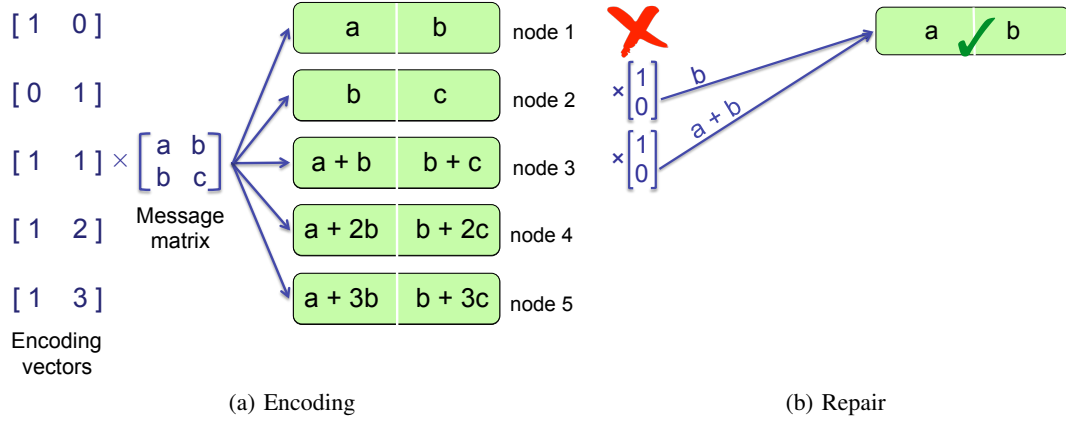 [ 1 0 ]
a b node 1
[ 0 1 ]
b c node 2
[ 1 1 ] × [ a b
b c ]
a + b b + c node 3
Message
matrix
[ 1 2 ]
a + 2b b + 2c node 4
[ 1 3 ]
a + 3b b + 3c node 5
Encoding
vectors
(a) Encoding
a b
× [ 1
0 ]
b
× [ 1
0 ]
a + b
(b) Repair